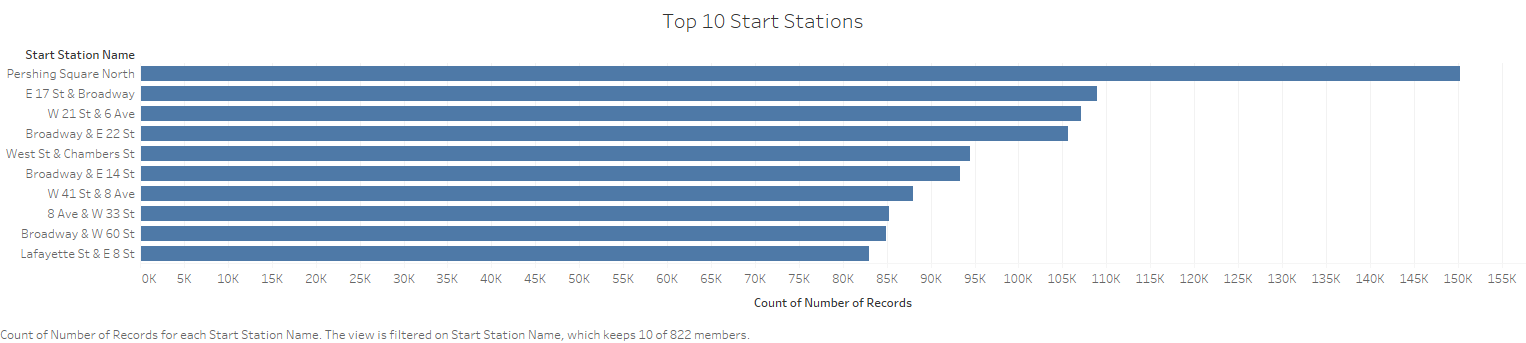 Top 10 Start Stations
Start Station Name
Pershing Square North
E 17 St & Broadway
W 21 St & 6 Ave
Broadway & E 22 St
West St & Chambers St
Broadway & E 14 St
W 41 St & 8 Ave
8 Ave & W 33 St
Broadway & W 60 St
Lafayette St & E 8 St
0K 5K 10K 15K 20K 25K 30K 35K 40K 45K 50K 55K 60K 65K 70K 75K 80K 85K 90K 95K 100K 105K 110K 115K 120K 125K 130K 135K 140K 145K 150K 155K
Count of Number of Records
Count of Number of Records for each Start Station Name. The view is filtered on Start Station Name, which keeps 10 of 822 members.